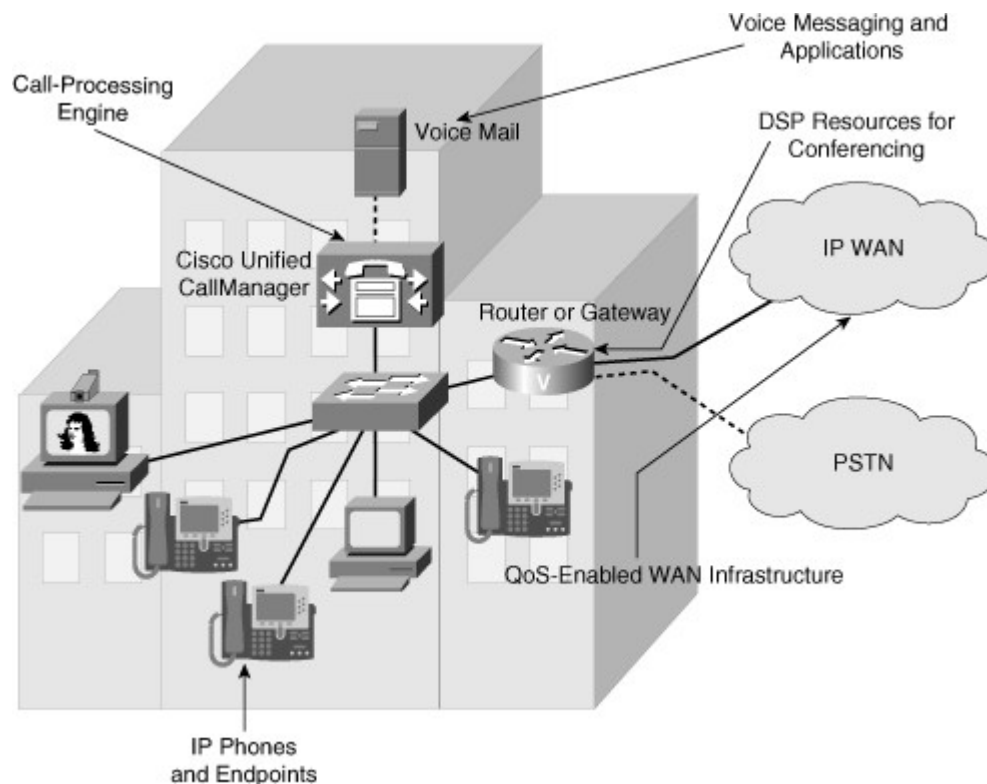 Voice Messaging and
Applications
Call-Processing
Engine
Voice Mail
DSP Resources for
Conferencing
IP WAN
Cisco Unified
CallManager
Router or Gateway
V
PSTN
QoS-Enabled WAN Infrastructure
IP Phones
and Endpoints